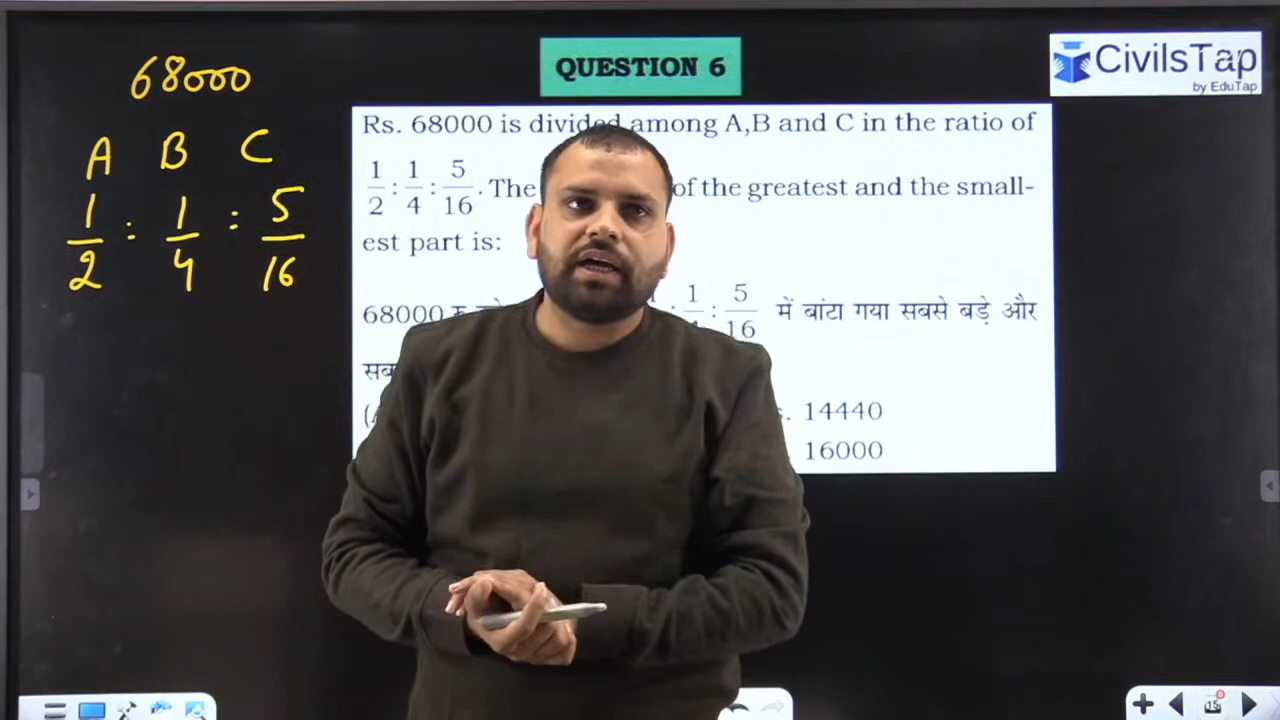 68000
QUESTION 6
CivilsTap
by EduTap
A B C
1/2 : 1/4 : 5/16
Rs. 68000 is divided among A,B and C in the ratio of
1/2 : 1/4 : 5/16 . The of the greatest and the small-
est part is:
68000 : 1/ : 5/16 में बांटा गया सबसे बड़े और
14440
16000
15